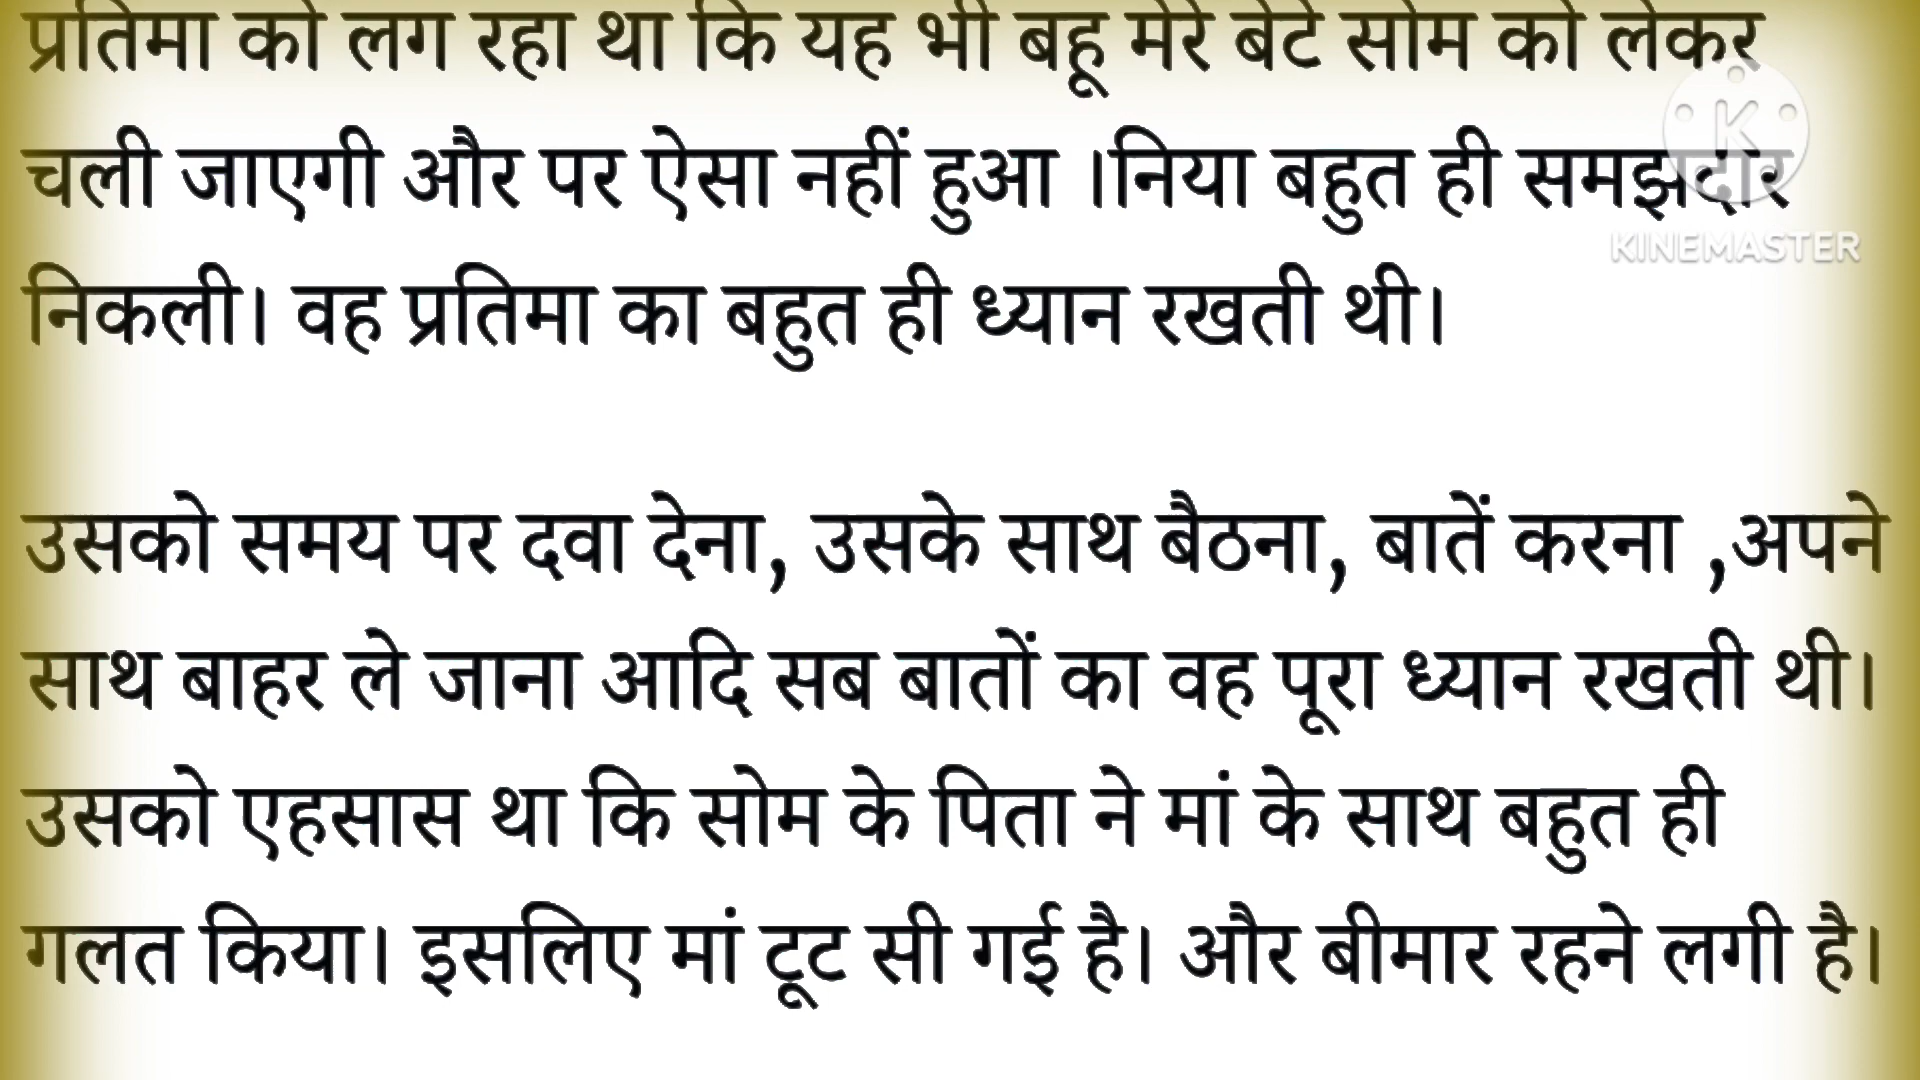 प्रतिमा को लग रहा था कि यह भी बहू मेरे बेटे सोम को लेकर
चली जाएगी और पर ऐसा नहीं हुआ ।निया बहुत ही समझदार
KINEMASTER
निकली। वह प्रतिमा का बहुत ही ध्यान रखती थी।
उसको समय पर दवा देना, उसके साथ बैठना, बातें करना ,अपने
साथ बाहर ले जाना आदि सब बातों का वह पूरा ध्यान रखती थी।
उसको एहसास था कि सोम के पिता ने मां के साथ बहुत ही
गलत किया। इसलिए मां टूट सी गई है। और बीमार रहने लगी है।